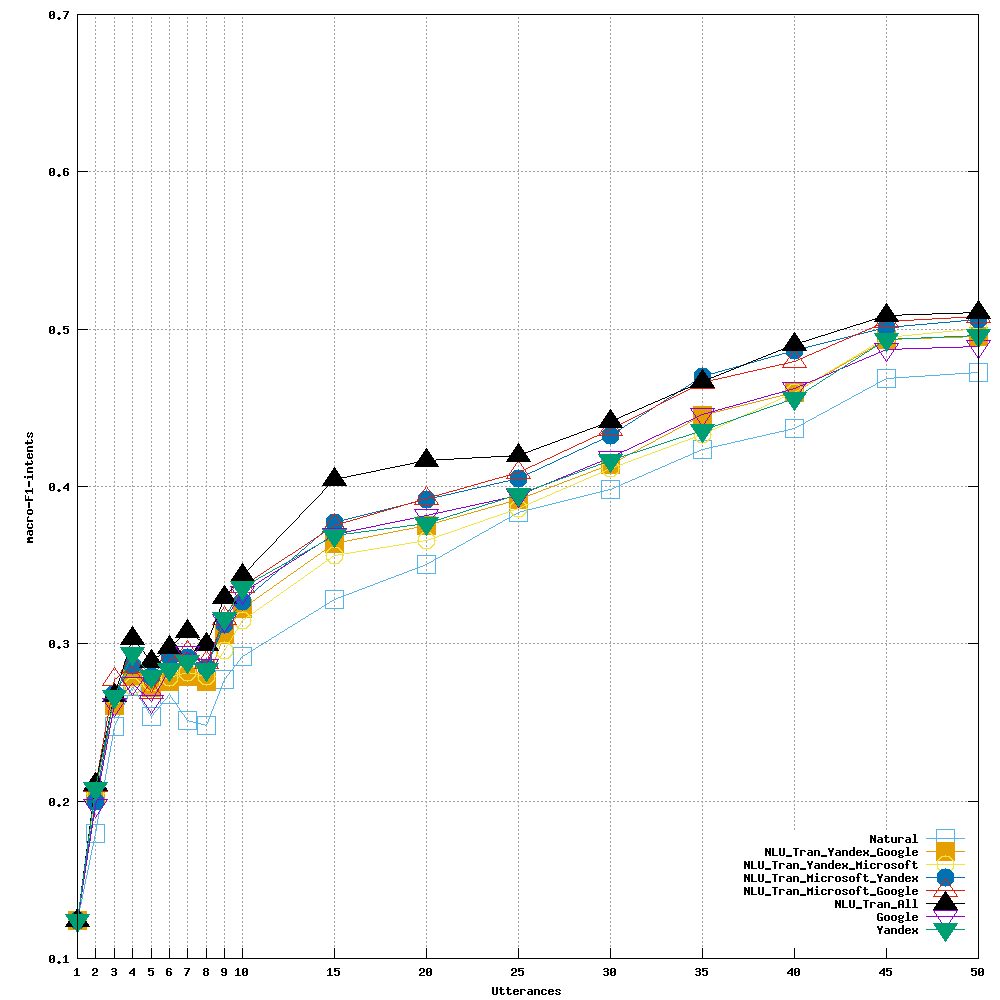 0.7
0.6
0.5
0.4
0.3
0.2
0.1
Macro-F1-intents
Natural
NLU_Tran_Yandex_Google
NLU_Tran_Yandex_Microsoft
NLU_Tran_Microsoft_Yandex
NLU_Tran_Microsoft_Google
NLU_Tran_All
Google
Yandex
1 2 3 4 5 6 7 8 9 10 15 20 25 30 35 40 45 50
Utterances